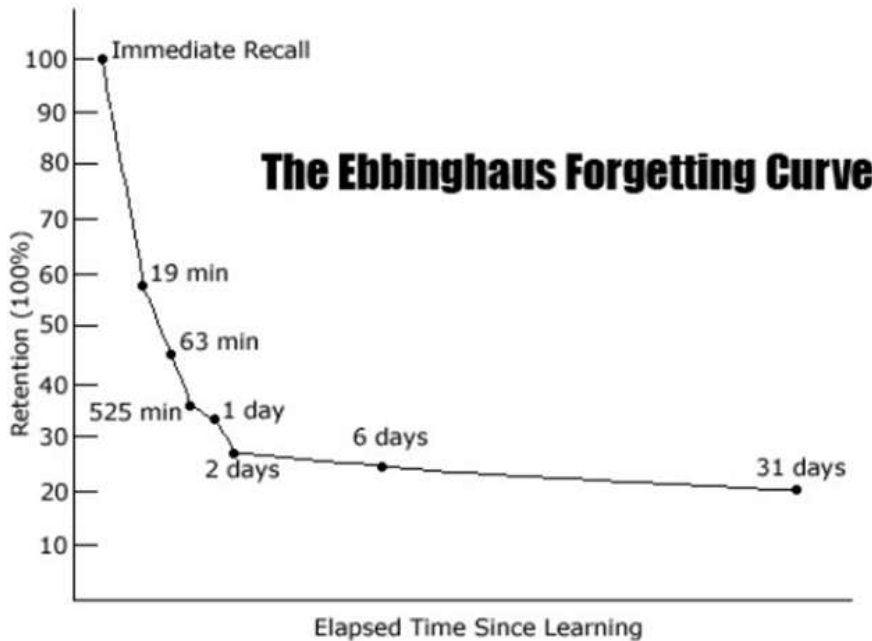 100
Immediate Recall
90
The Ebbinghaus Forgetting Curve
80
70
60
19 min
50
63 min
40
525 min
1 day
30
2 days
6 days
31 days
20
10
Retention (100%)
Elapsed Time Since Learning